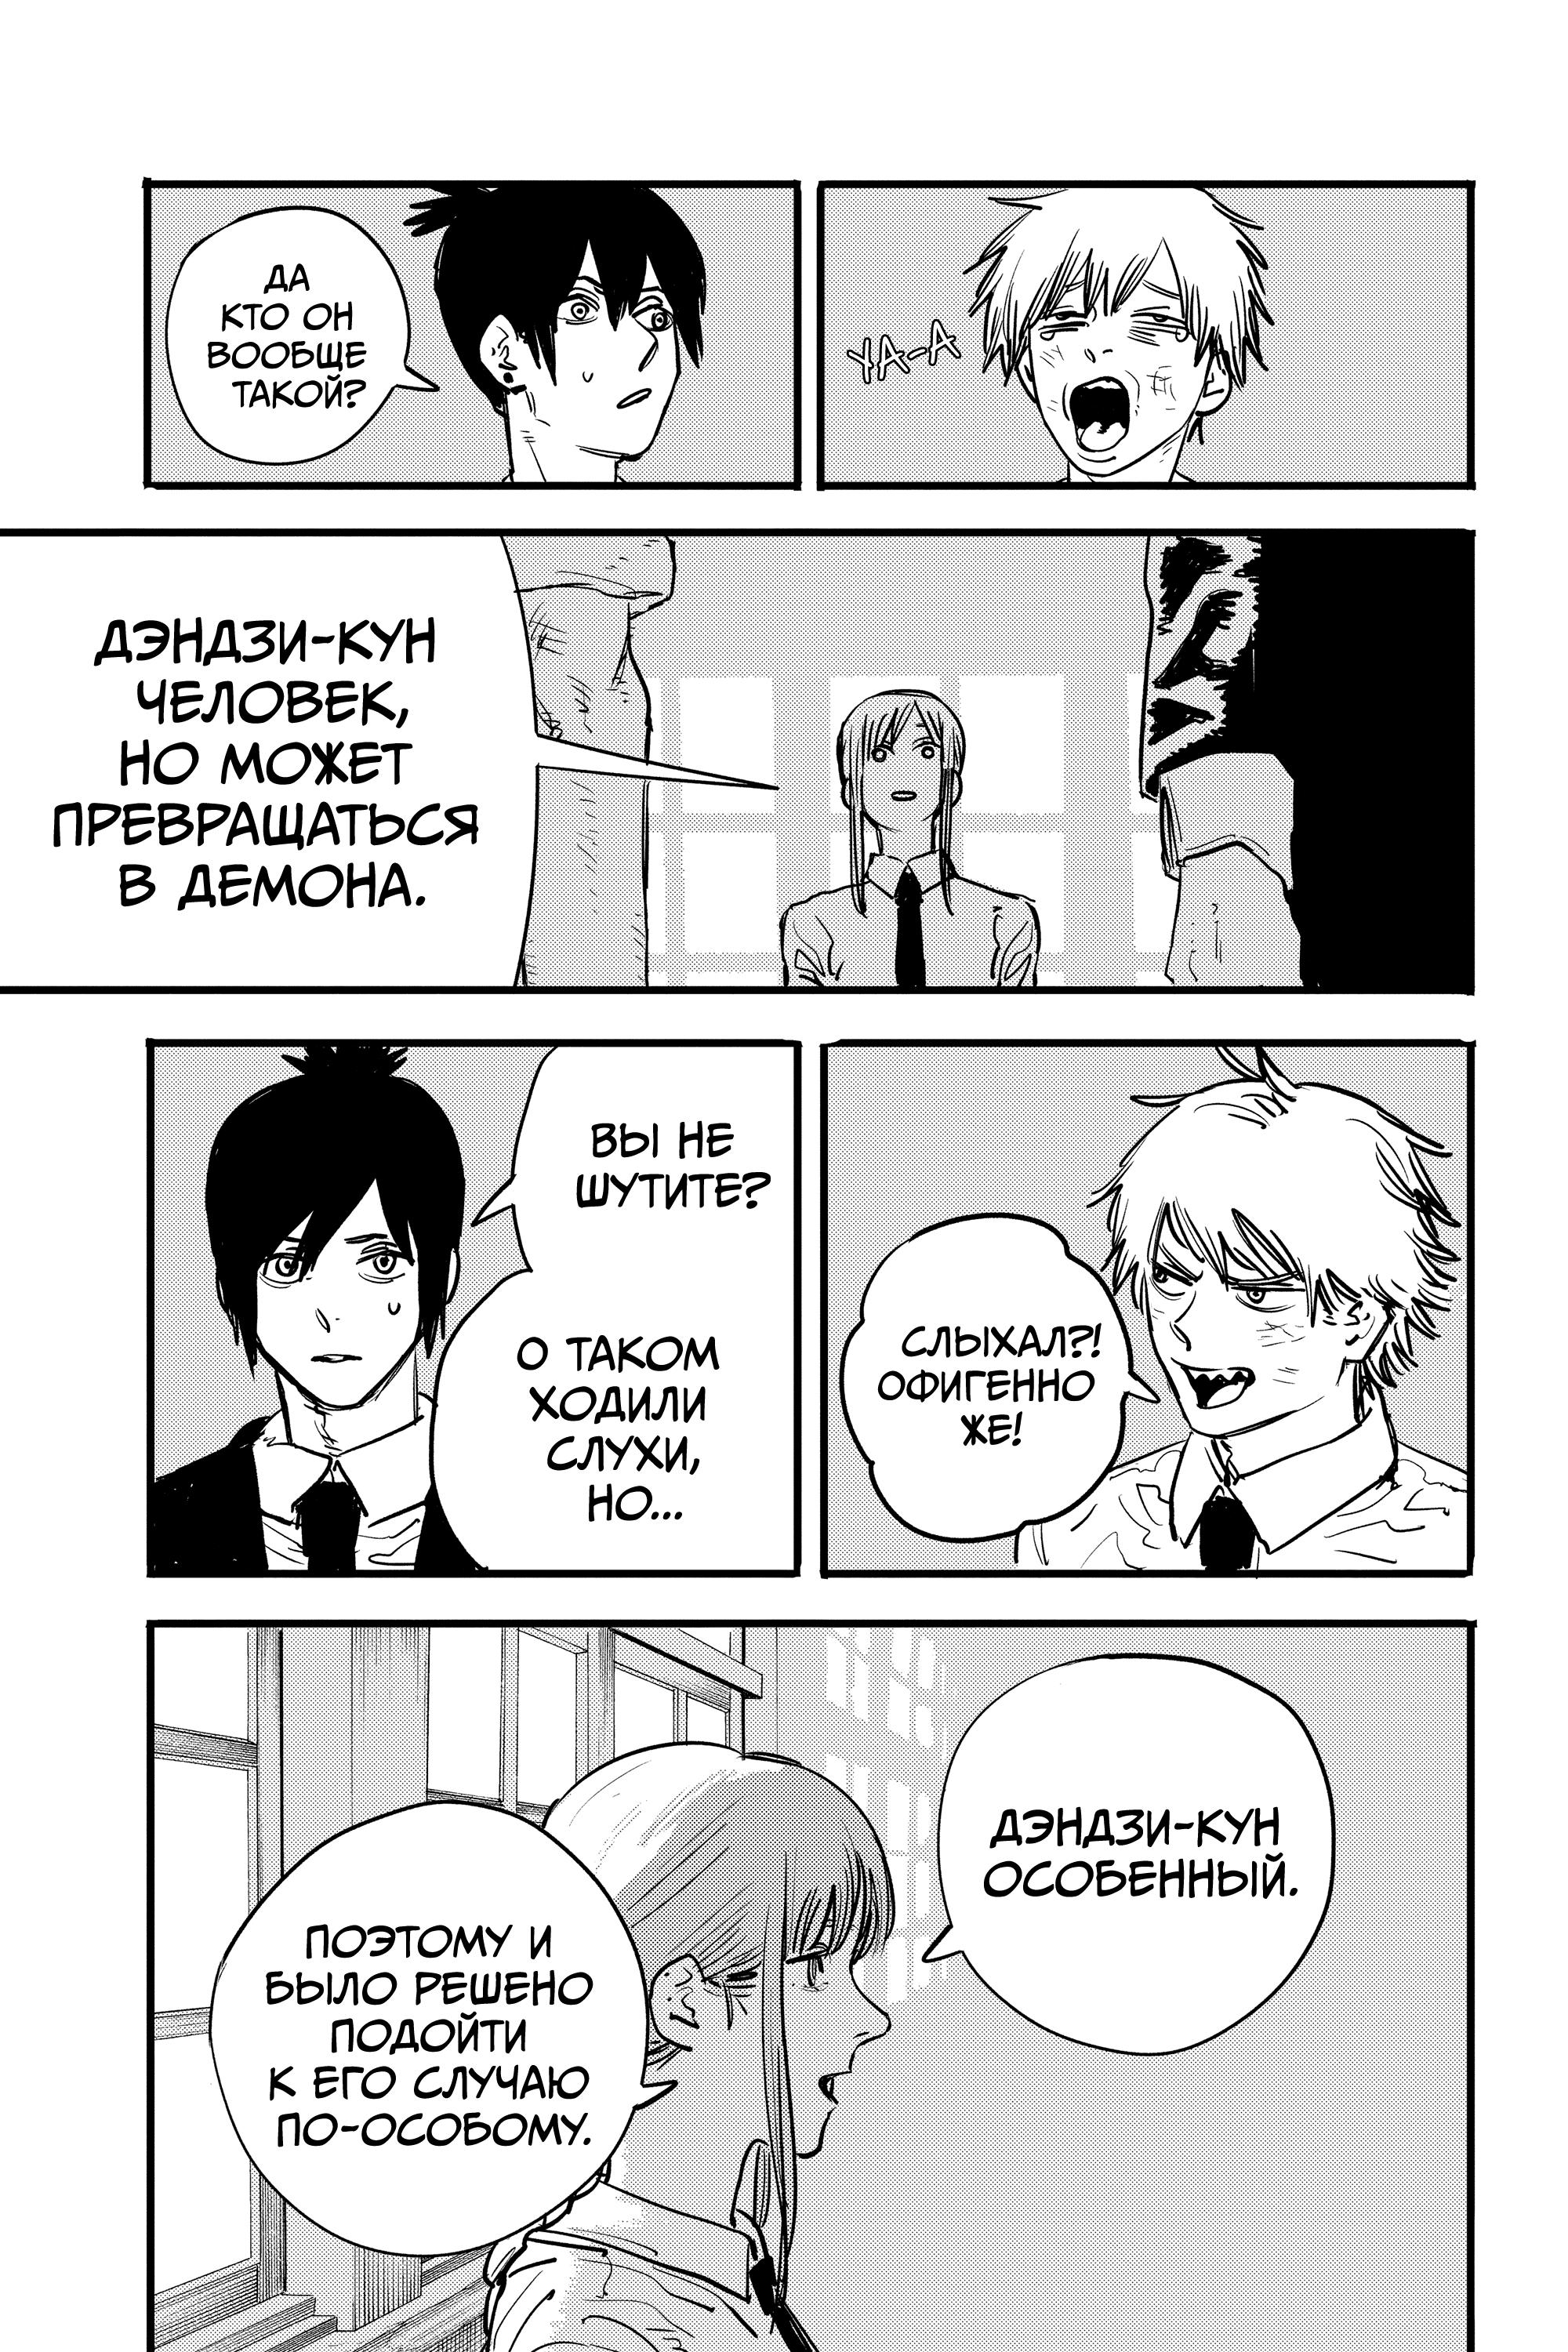 УА-А
ДА
КТО ОН
ВООБЩЕ
ТАКОЙ?
ДЭНДЗИ-КУН
ЧЕЛОВЕК,
НО МОЖЕТ
ПРЕВРАЩАТЬСЯ
В ДЕМОНА.
СЛЫХАЛ?!
ОФИГЕННО
ЖЕ!
ВЫ НЕ
ШУТИТЕ?
О ТАКОМ
ХОДИЛИ
СЛУХИ,
НО...
ДЭНДЗИ-КУН
ОСОБЕННЫЙ.
ПОЭТОМУ И
БЫЛО РЕШЕНО
ПОДОЙТИ
К ЕГО СЛУЧАЮ
ПО-ОСОБОМУ.